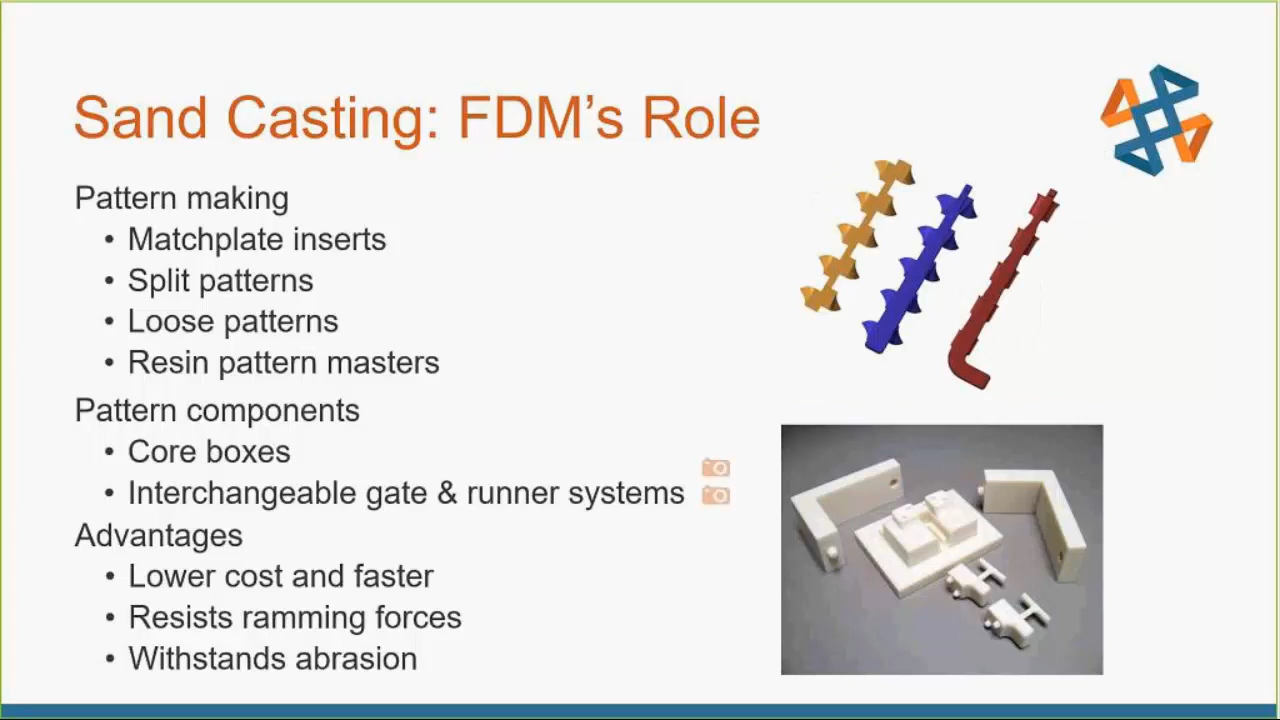 Sand Casting: FDM’s Role
Pattern making
• Matchplate inserts
• Split patterns
• Loose patterns
• Resin pattern masters
Pattern components
• Core boxes
• Interchangeable gate & runner systems
Advantages
• Lower cost and faster
• Resists ramming forces
• Withstands abrasion